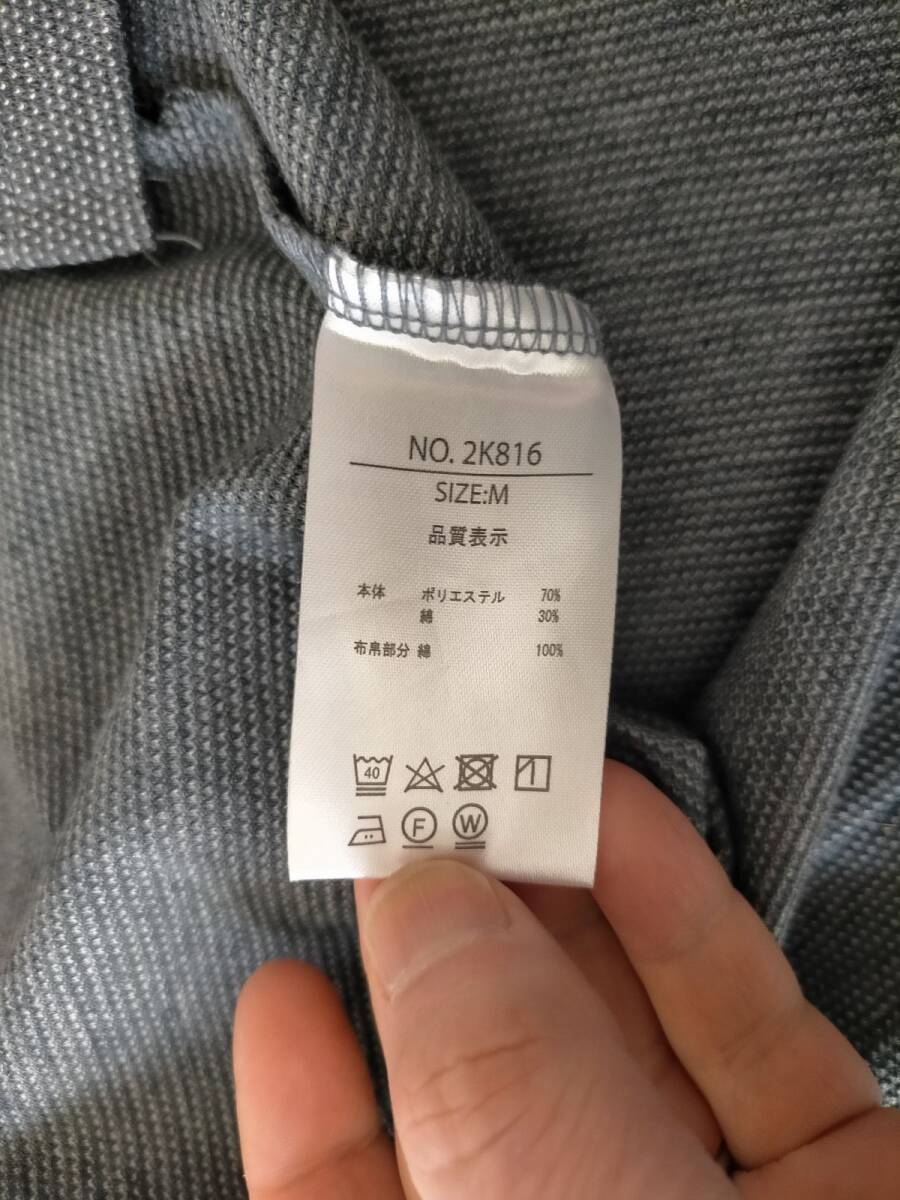 NO. 2K816
SIZE:M
品質表示
本体 ポリエステル 70%
綿 30%
布帛部分 綿 100%
40
F W